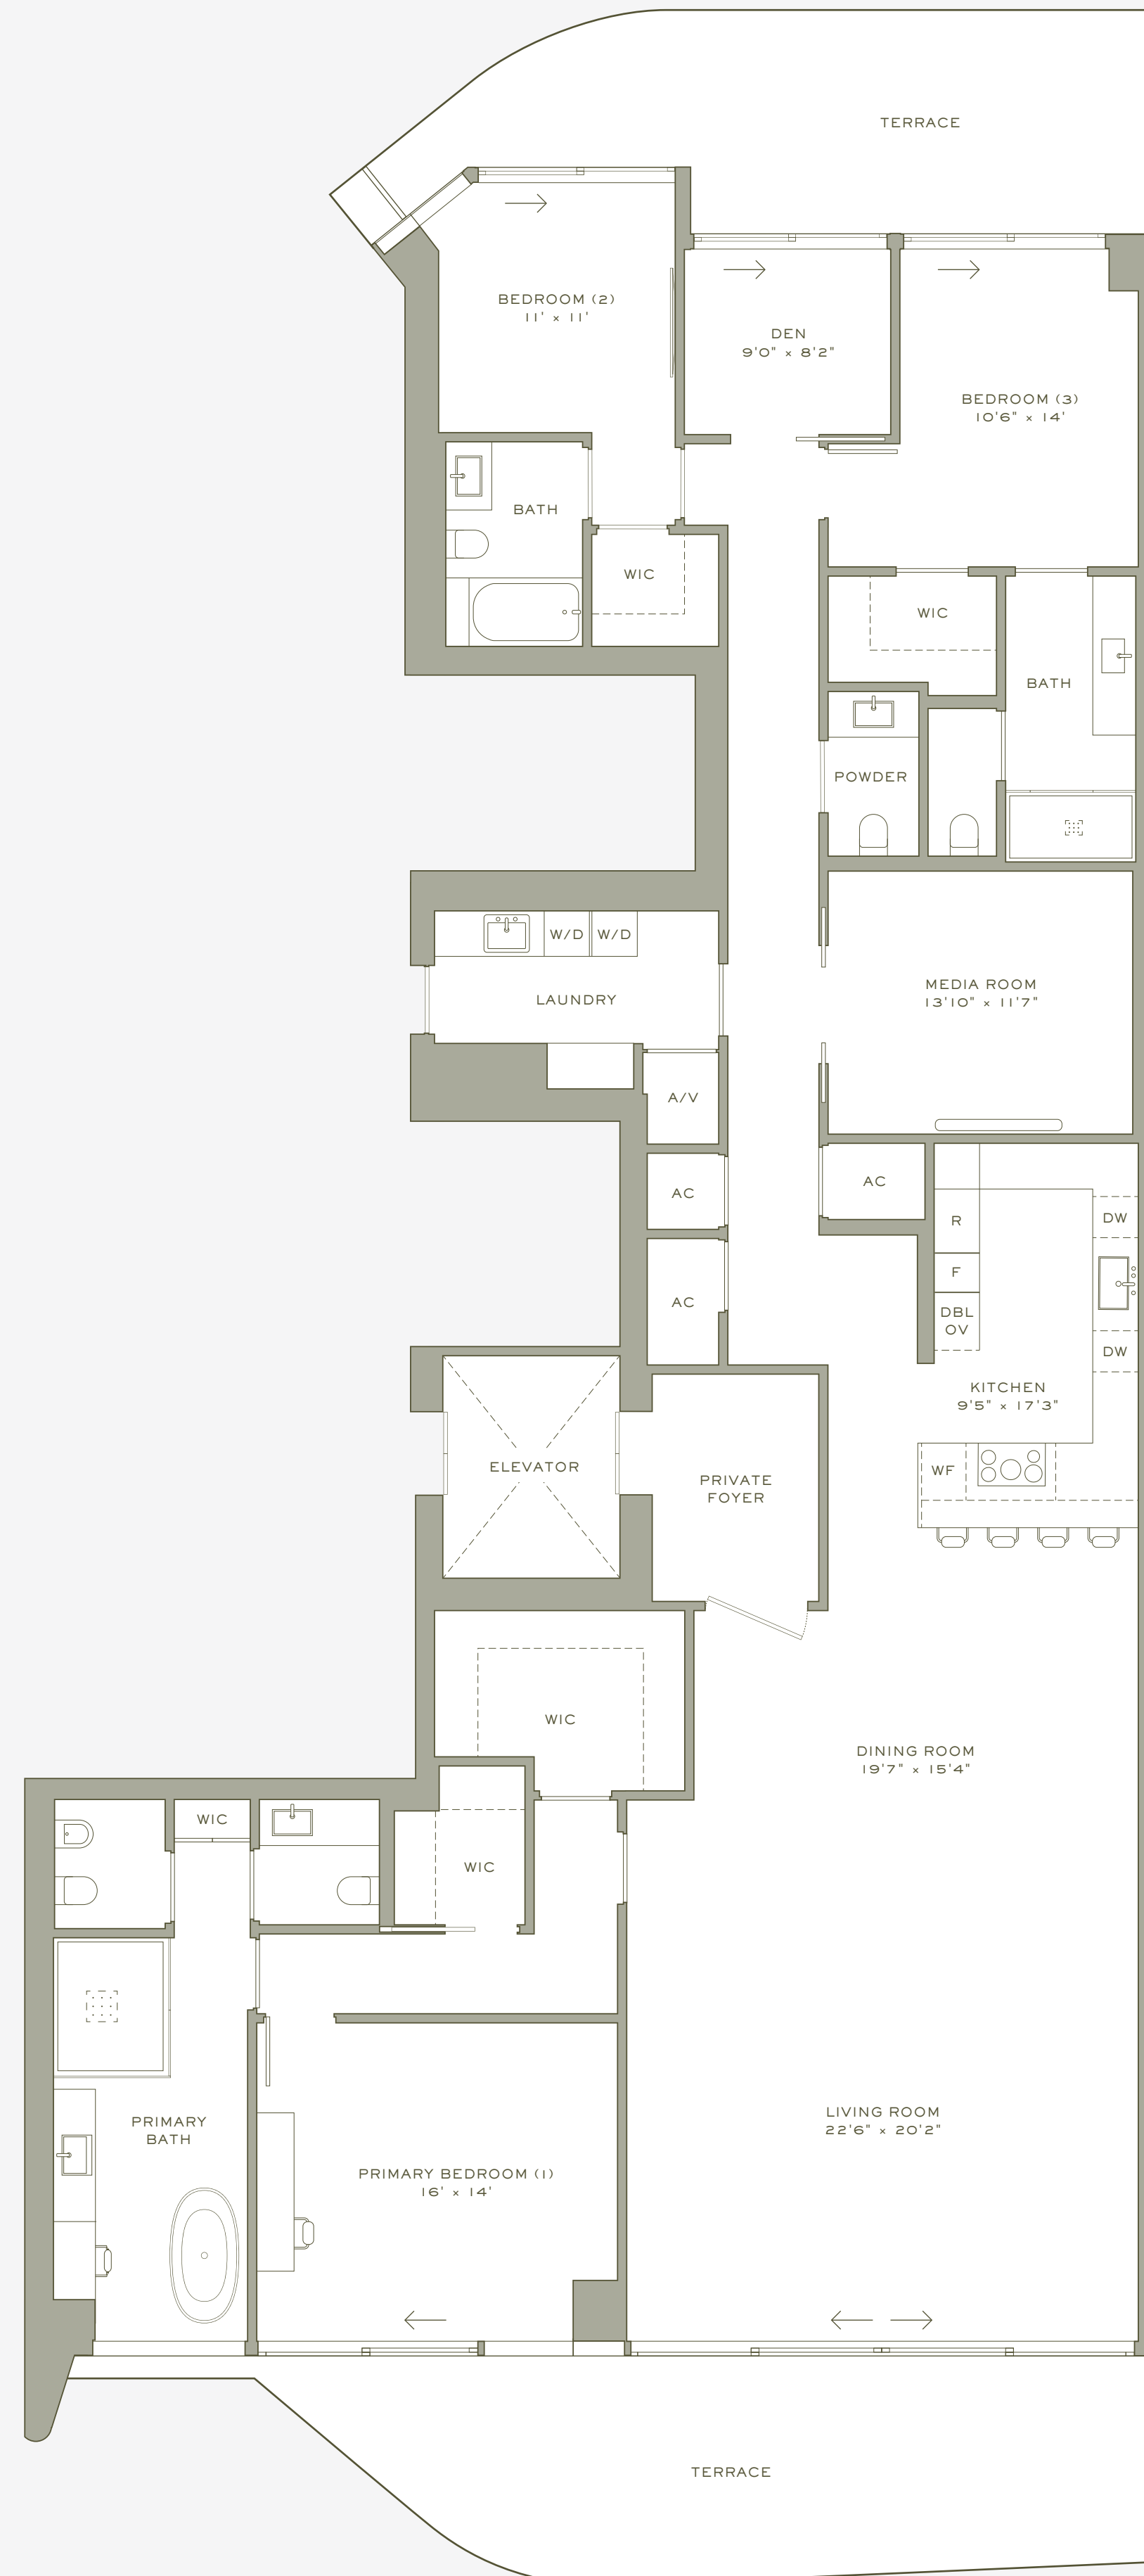 TERRACE
BEDROOM (2)
11' × 11'
DEN
9'0" × 8'2"
BEDROOM (3)
10'6" × 14'
BATH
WIC
WIC
BATH
POWDER
W/D W/D
LAUNDRY
MEDIA ROOM
13'10" × 11'7"
A/V
AC
AC
R
DW
F
AC
DBL
OV
DW
KITCHEN
9'5" × 17'3"
ELEVATOR
PRIVATE
FOYER
WF
WIC
DINING ROOM
19'7" × 15'4"
WIC
WIC
PRIMARY
BATH
LIVING ROOM
22'6" × 20'2"
PRIMARY BEDROOM (1)
16' × 14'
TERRACE